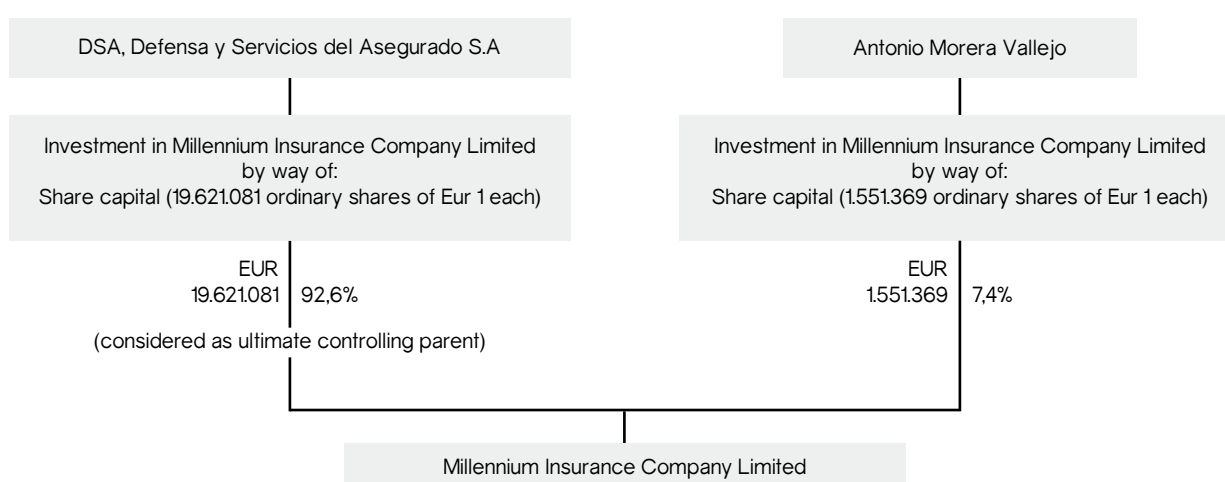 DSA, Defensa y Servicios del Asegurado S.A
Investment in Millennium Insurance Company Limited
by way of:
Share capital (19.621.081 ordinary shares of Eur 1 each)
EUR
19.621.081 92,6%
(considered as ultimate controlling parent)
Antonio Morera Vallejo
Investment in Millennium Insurance Company Limited
by way of:
Share capital (1.551.369 ordinary shares of Eur 1 each)
EUR
1.551.369 7,4%
Millennium Insurance Company Limited